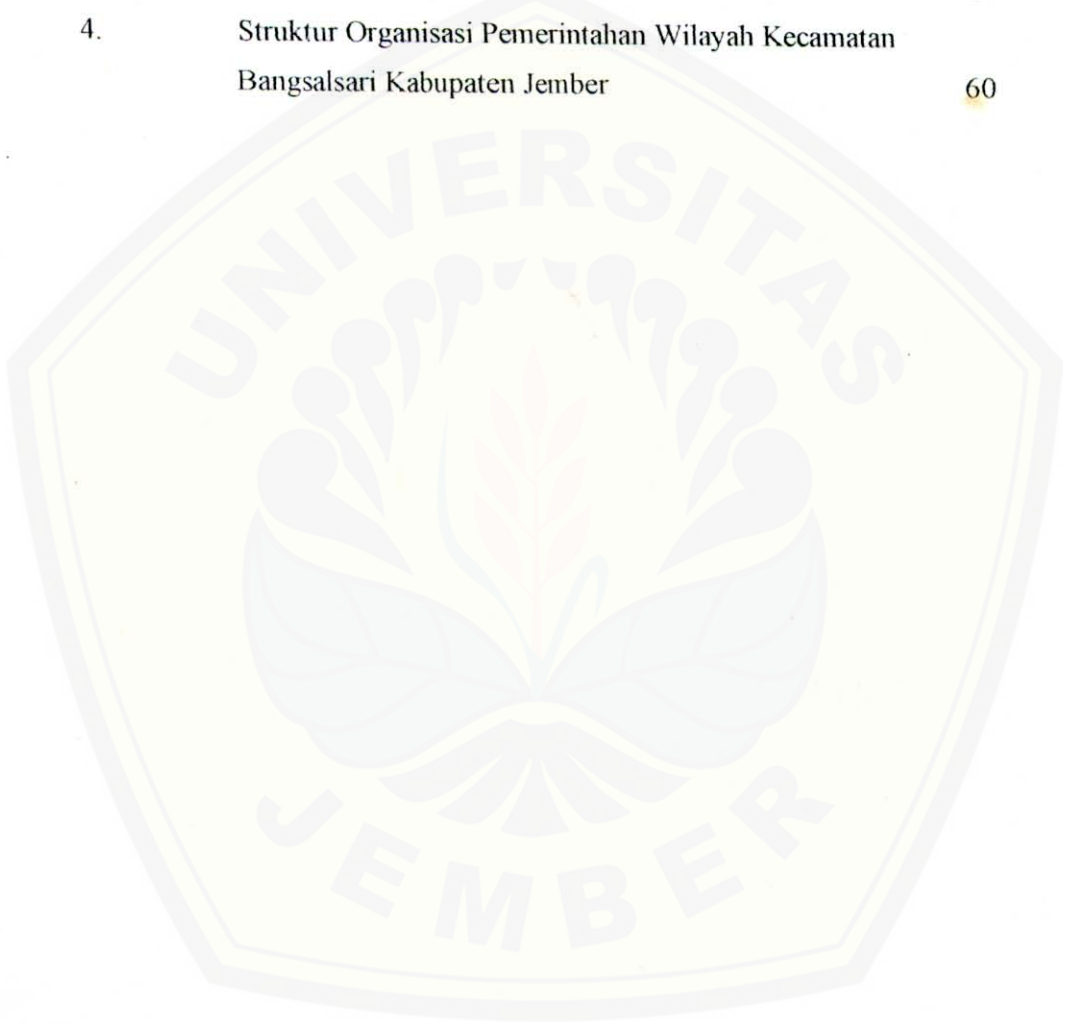 4. Struktur Organisasi Pemerintahan Wilayah Kecamatan
Bangsalsari Kabupaten Jember 60
UNIVERSITAS
JEMBER